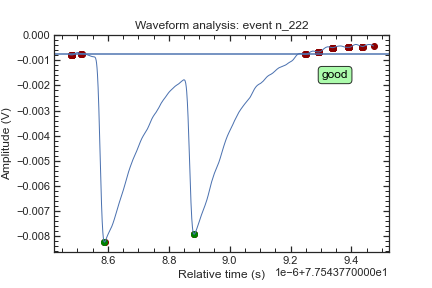 Waveform analysis: event n_222
0.000
−0.001
−0.002
−0.003
−0.004
−0.005
−0.006
−0.007
−0.008
Amplitude (V)
good
8.6
8.8
9.0
9.2
9.4
Relative time (s)
1e−6+7.7543770000e1